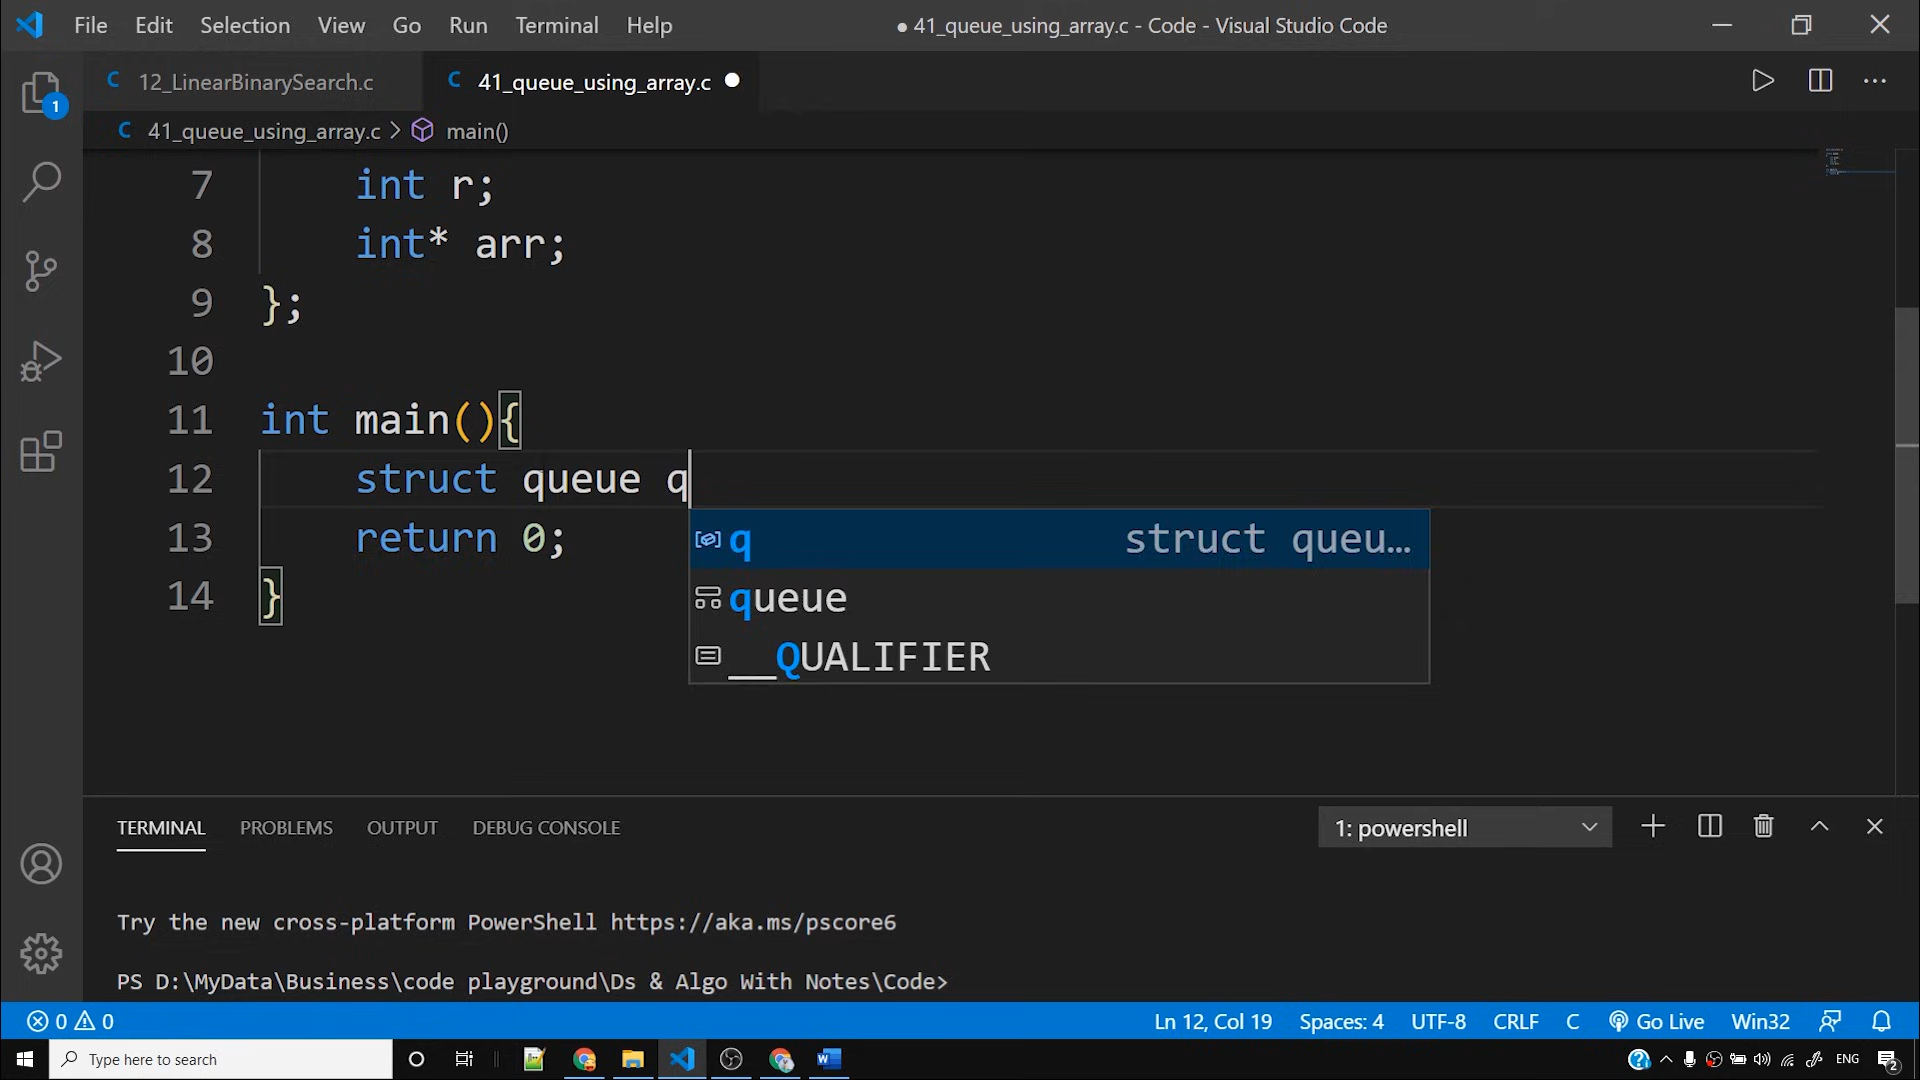 File Edit Selection View Go Run Terminal Help ● 41_queue_using_array.c - Code - Visual Studio Code
C 12_LinearBinarySearch.c C 41_queue_using_array.c ●
C 41_queue_using_array.c > main()
1
7 int r;
8 int* arr;
9 };
10
11 int main(){
12 struct queue q
13 return 0;
14 }
q struct queu...
queue
__QUALIFIER
TERMINAL PROBLEMS OUTPUT DEBUG CONSOLE 1: powershell
Try the new cross-platform PowerShell https://aka.ms/pscore6
PS D:\MyData\Business\code playground\Ds & Algo With Notes\Code>
0 0 Ln 12, Col 19 Spaces: 4 UTF-8 CRLF C Go Live Win32
Type here to search ENG 2